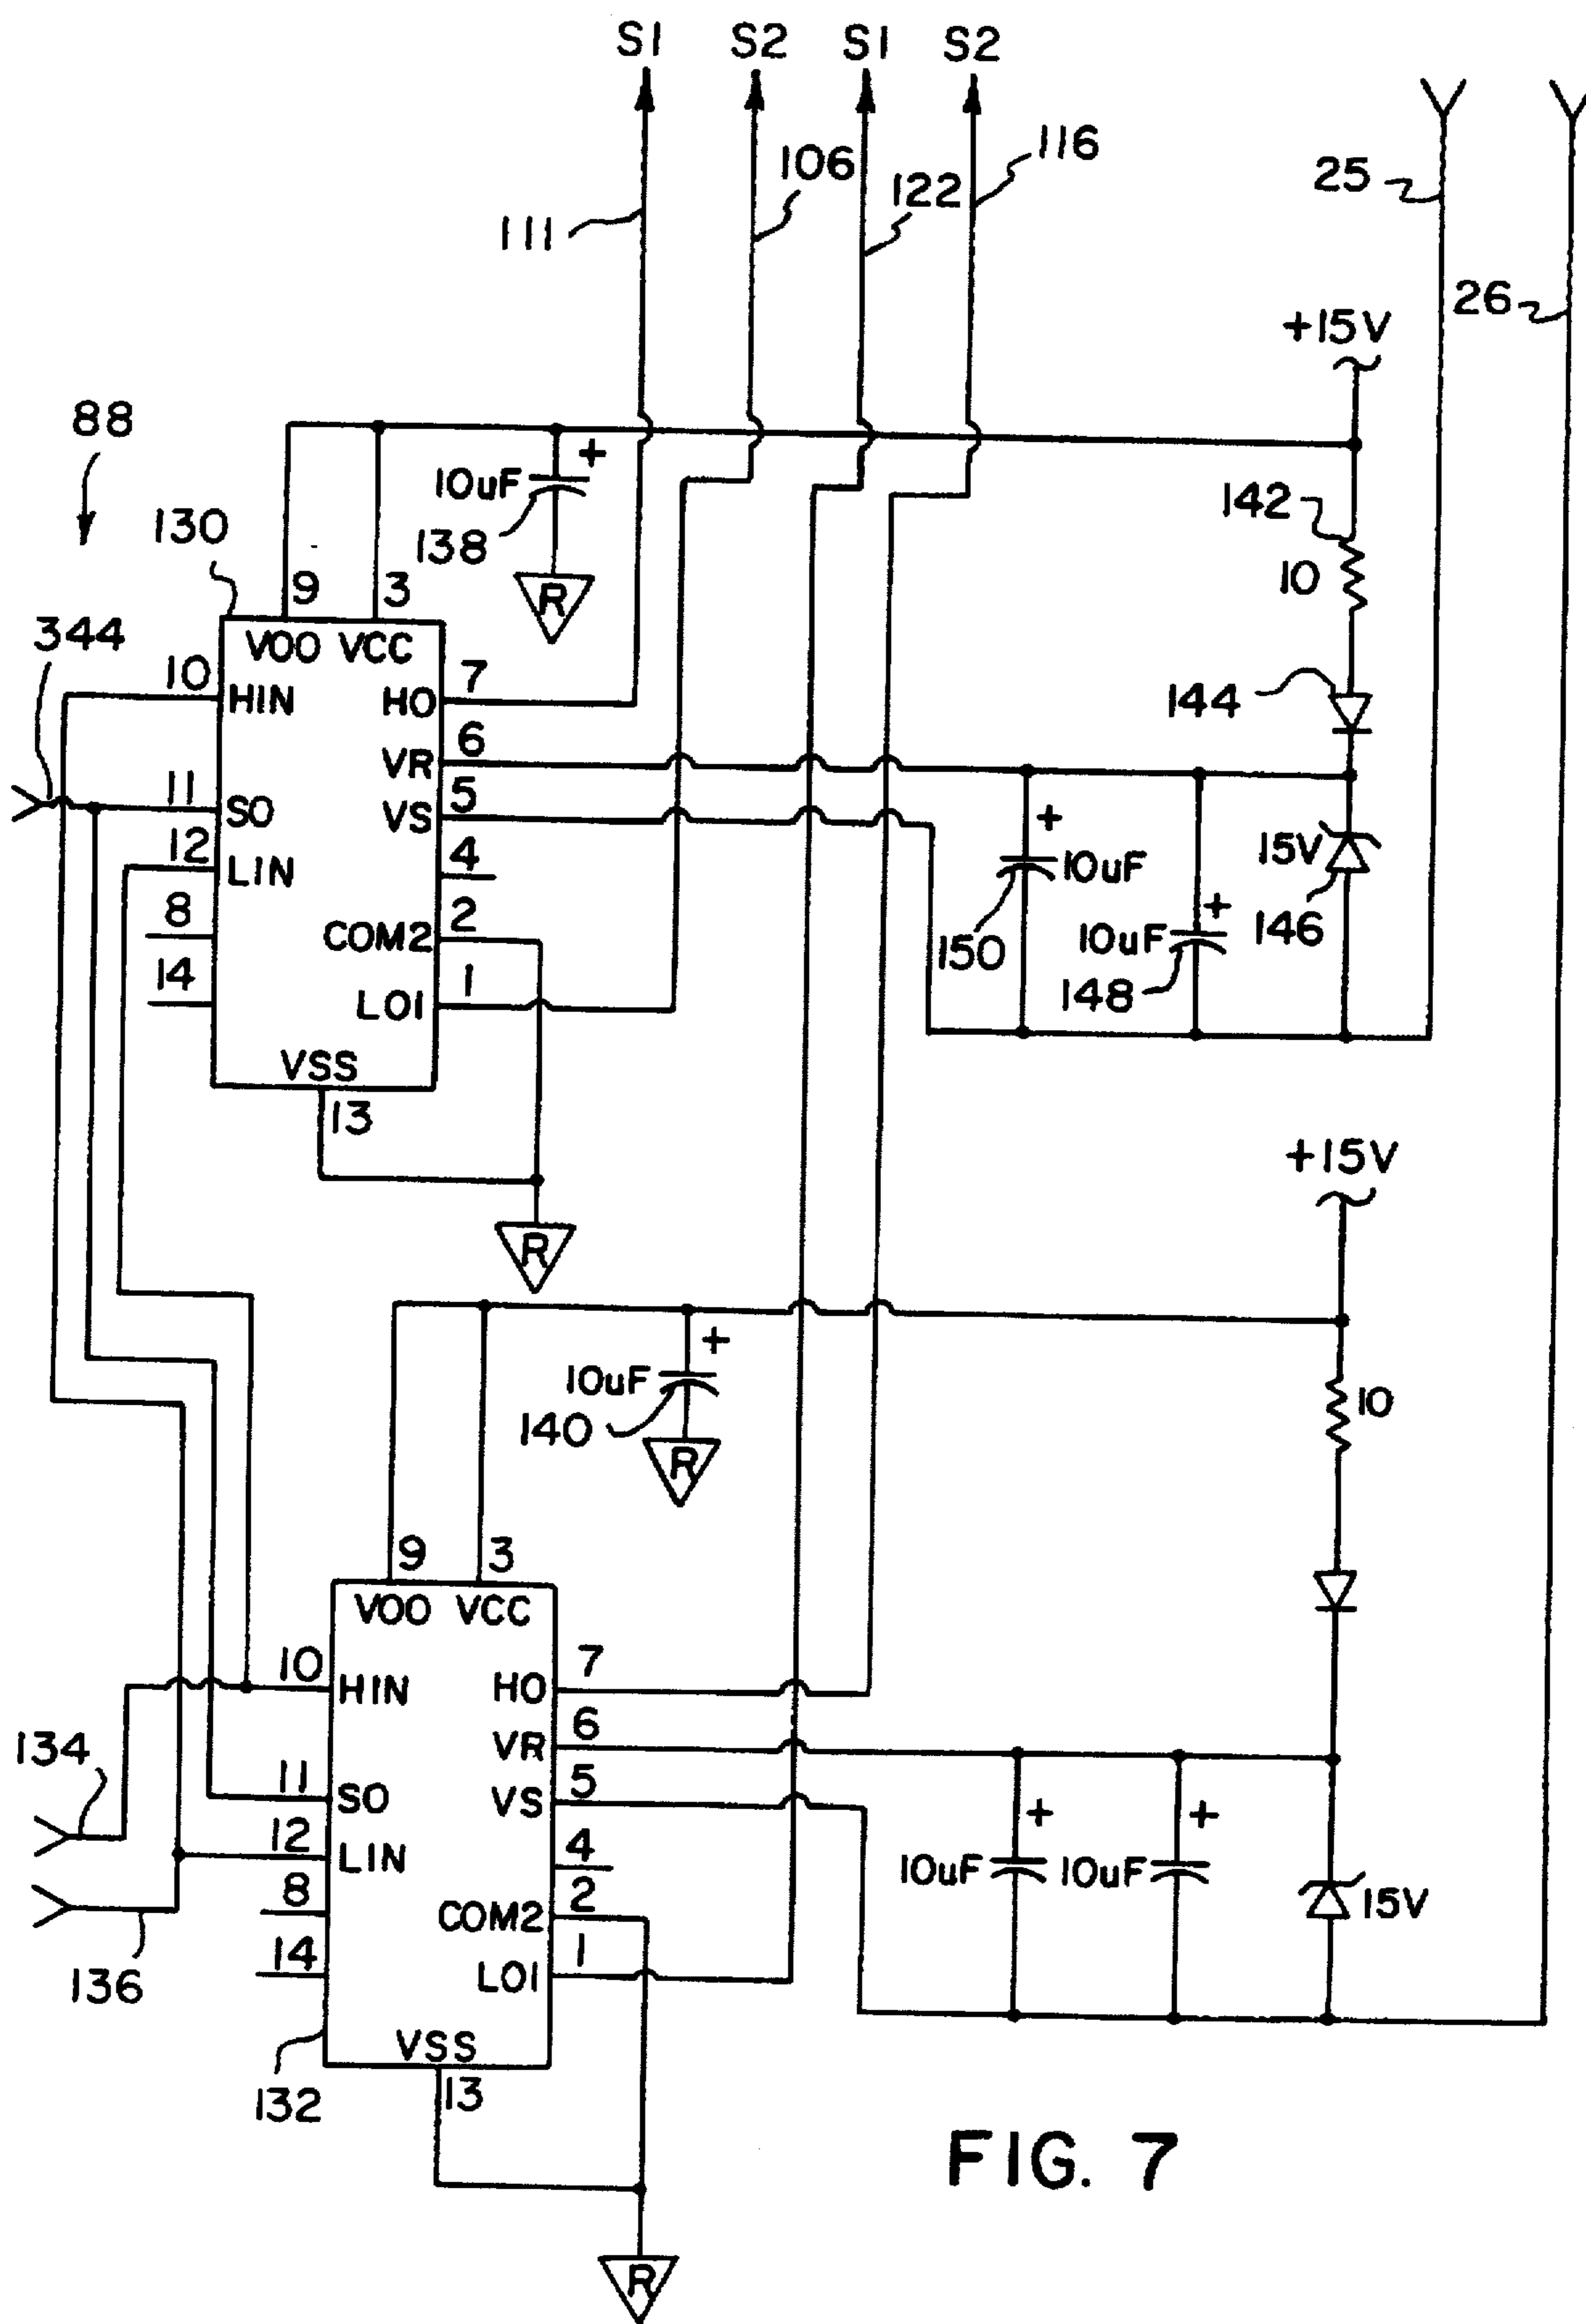 S1 S2 S1 S2
106 116
111 122 25
26
+15V
88
10uF +
138
142
130
9 3
R
10
344
VOO VCC
10 HIN HO 7
144
VR 6
11 SO VS 5
12 LIN 4
+ 10uF 15V
8 COM2 2
150 10uF + 146
14 LO1 1
148
VSS
13
+15V
R
+
10uF
140
10
R
9 3
VOO VCC
10 HIN HO 7
VR 6
134
11 SO VS 5
+ +
12 LIN 4
10uF 10uF
8 COM2 2
15V
14 LO1 1
136
VSS
132 13
FIG. 7
R